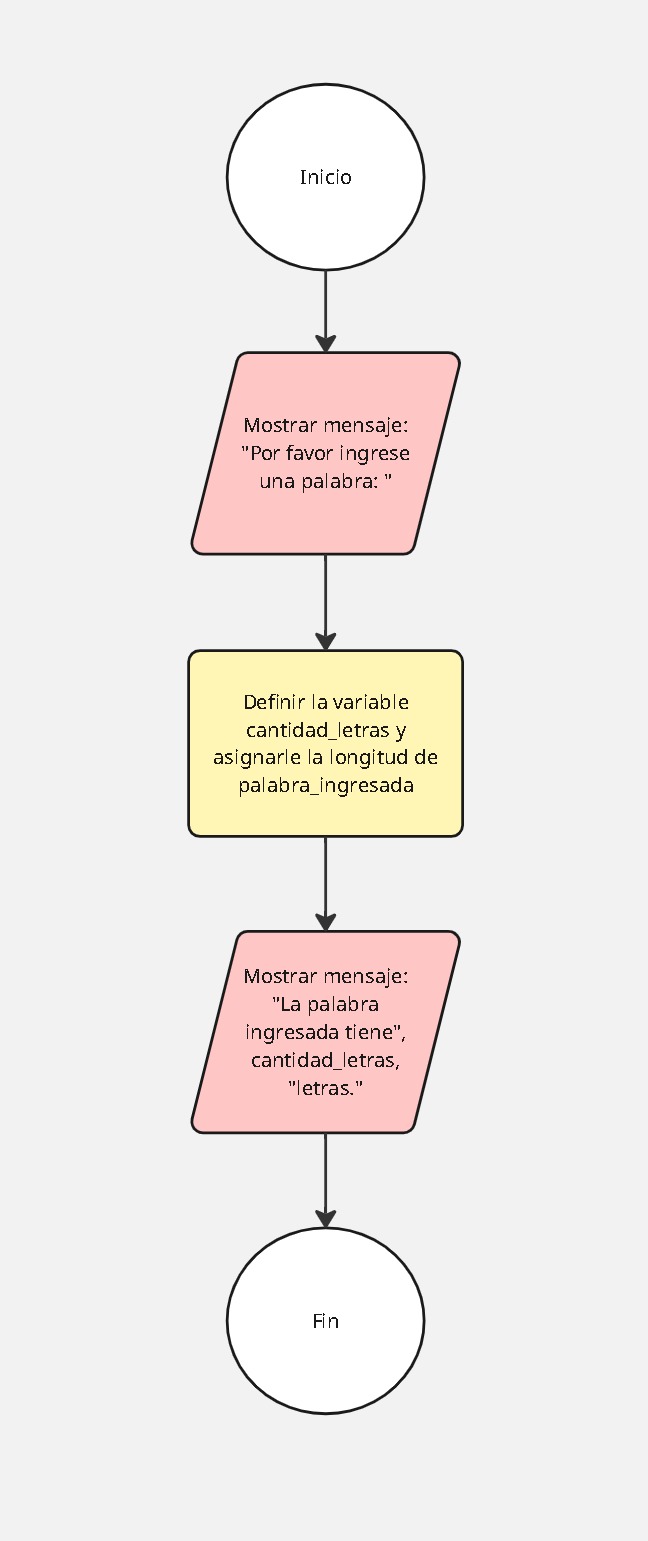 Inicio
Mostrar mensaje:
"Por favor ingrese
una palabra: "
Definir la variable
cantidad_letras y
asignarle la longitud de
palabra_ingresada
Mostrar mensaje:
"La palabra
ingresada tiene",
cantidad_letras,
"letras."
Fin